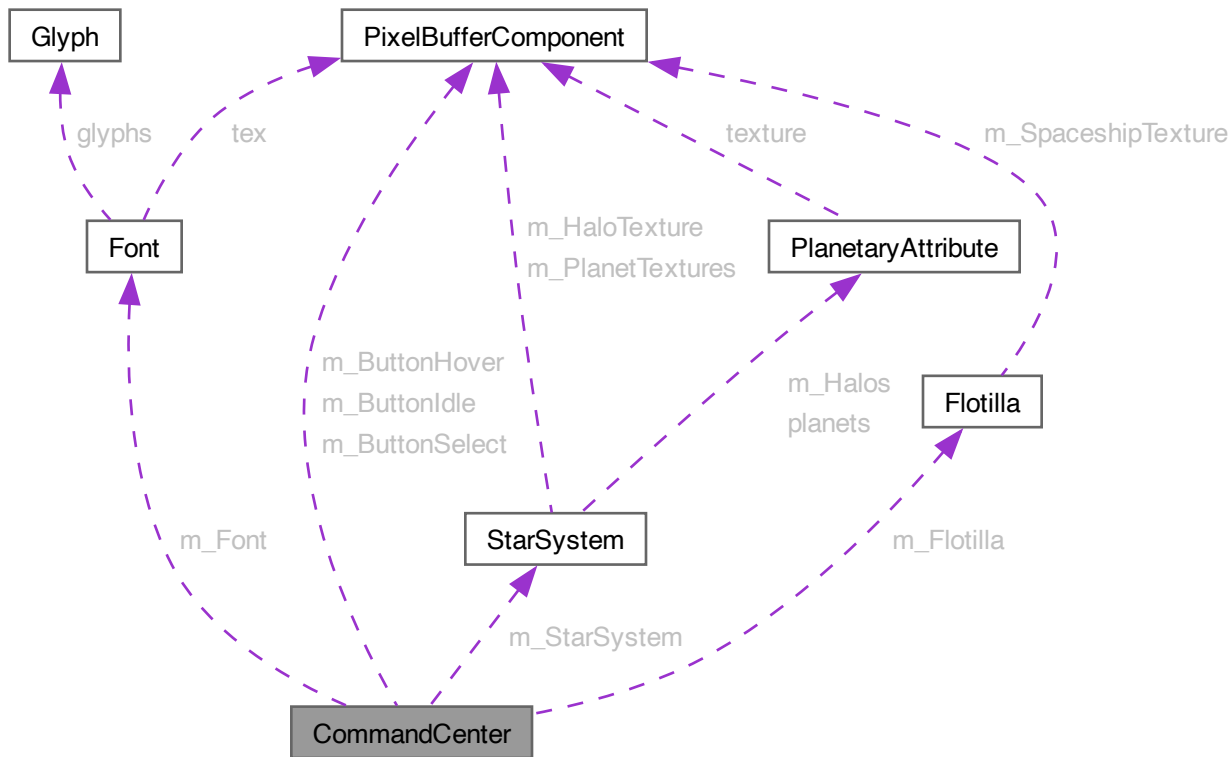 Glyph
PixelBufferComponent
glyphs
tex
texture
m_SpaceshipTexture
Font
m_HaloTexture
m_PlanetTextures
PlanetaryAttribute
m_ButtonHover
m_ButtonIdle
m_ButtonSelect
m_Halos
planets
Flotilla
m_Font
StarSystem
m_Flotilla
m_StarSystem
CommandCenter